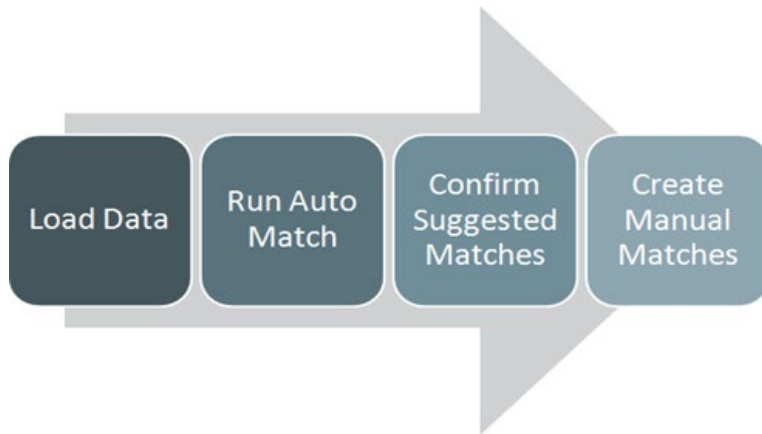 Load Data
Run Auto
Match
Confirm
Suggested
Matches
Create
Manual
Matches